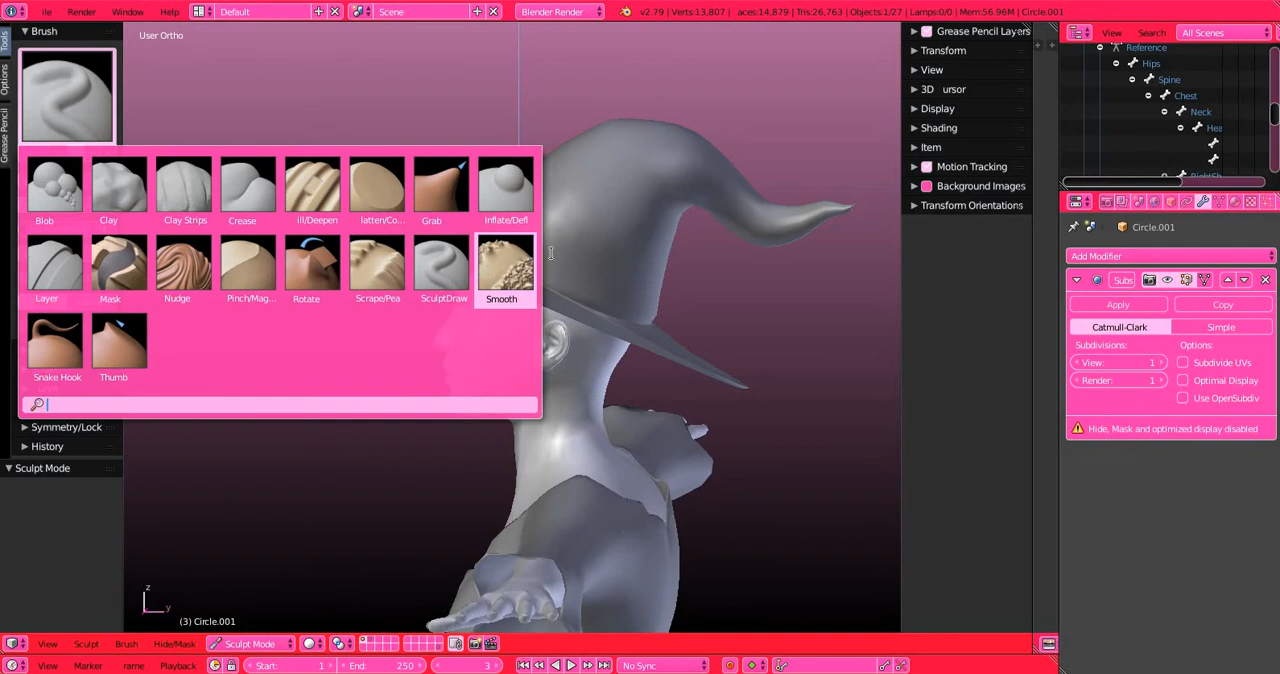 ile Render Window Help Default Scene Blender Render v2.79 | Verts:13,807 | aces:14,879 | Tris:26,763 | Objects:1/27 | Lamps:0/0 | Mem:56.96M | Circle.001
Tools
Options
Grease Pencil
Brush
User Ortho
Blob Clay Clay Strips Crease ill/Deepen latten/Co... Grab Inflate/Defl
Layer Mask Nudge Pinch/Mag... Rotate Scrape/Pea SculptDraw Smooth
Snake Hook Thumb
Symmetry/Lock
History
Sculpt Mode
z
y
(3) Circle.001
Grease Pencil Layers
Transform
View
3D ursor
Display
Shading
Item
Motion Tracking
Background Images
Transform Orientations
View Search All Scenes
Reference
Hips
Spine
Chest
Neck
Hea
RightSh
Circle.001
Add Modifier
Subs
Apply Copy
Catmull-Clark Simple
Subdivisions: Options:
View: 1 Subdivide UVs
Render: 1 Optimal Display
Use OpenSubdiv
Hide, Mask and optimized display disabled
View Sculpt Brush Hide/Mask Sculpt Mode
View Marker rame Playback Start: 1 End: 250 3 No Sync